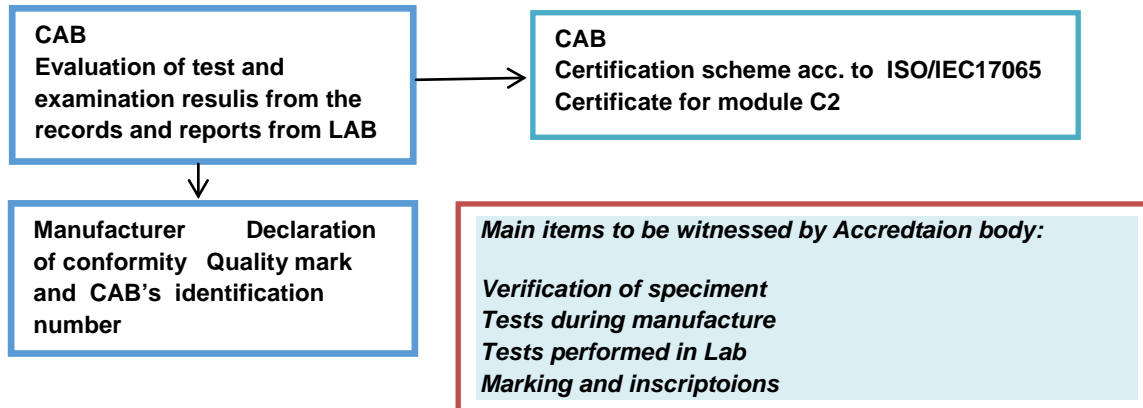 CAB
Evaluation of test and
examination resulis from the
records and reports from LAB
CAB
Certification scheme acc. to ISO/IEC17065
Certificate for module C2
Manufacturer Declaration
of conformity Quality mark
and CAB's identification
number
Main items to be witnessed by Accredtaion body:
Verification of speciment
Tests during manufacture
Tests performed in Lab
Marking and inscriptoions